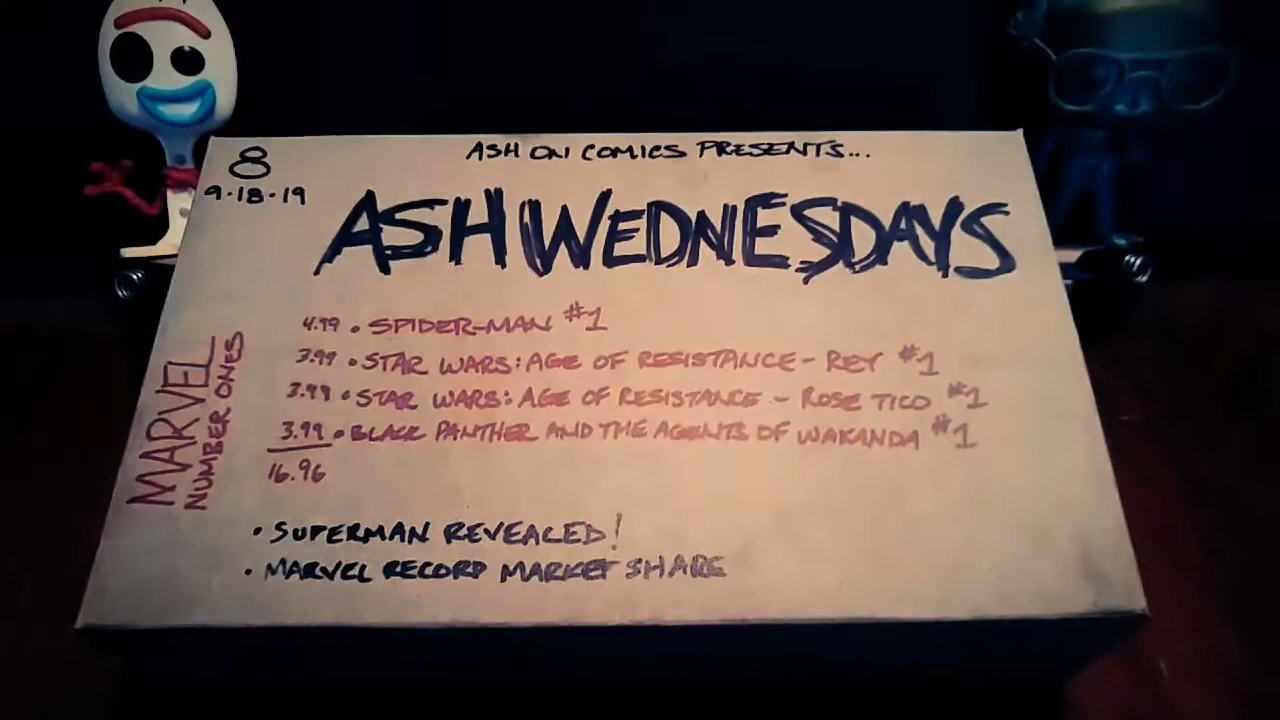 8
9·18·19
ASH ON COMICS PRESENTS...
ASH WEDNESDAYS
MARVEL
NUMBER ONES
4.99 • SPIDER-MAN #1
3.99 • STAR WARS: AGE OF RESISTANCE - REY #1
3.99 • STAR WARS: AGE OF RESISTANCE - ROSE TICO #1
3.99 • BLACK PANTHER AND THE AGENTS OF WAKANDA #1
16.96
• SUPERMAN REVEALED!
• MARVEL RECORD MARKET SHARE